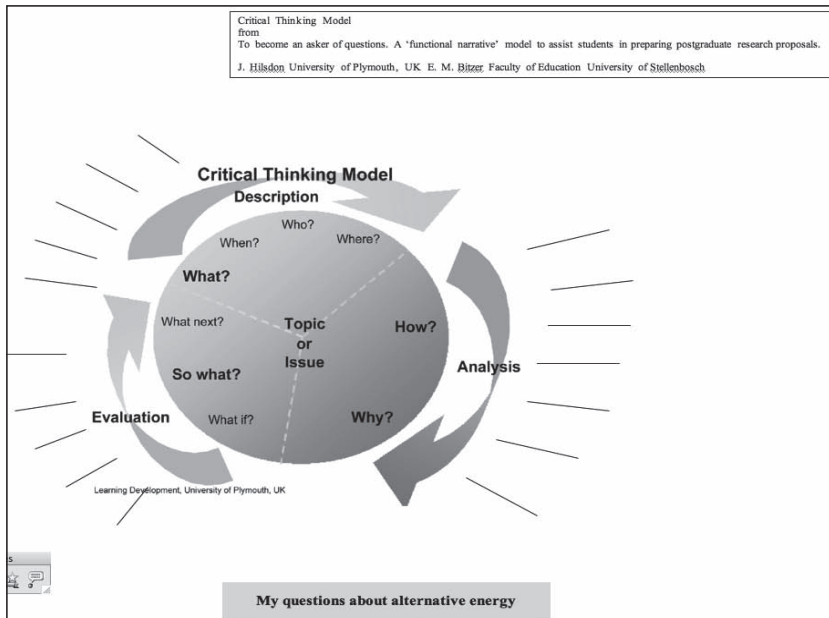 Critical Thinking Model
from
To become an asker of questions. A ‘functional narrative’ model to assist students in preparing postgraduate research proposals.
J. Hilsdon University of Plymouth, UK E. M. Bitzer Faculty of Education University of Stellenbosch
Critical Thinking Model
Description
Who?
When?
Where?
What?
What next?
Topic
or
Issue
How?
So what?
Analysis
Evaluation
What if?
Why?
Learning Development, University of Plymouth, UK
s
My questions about alternative energy